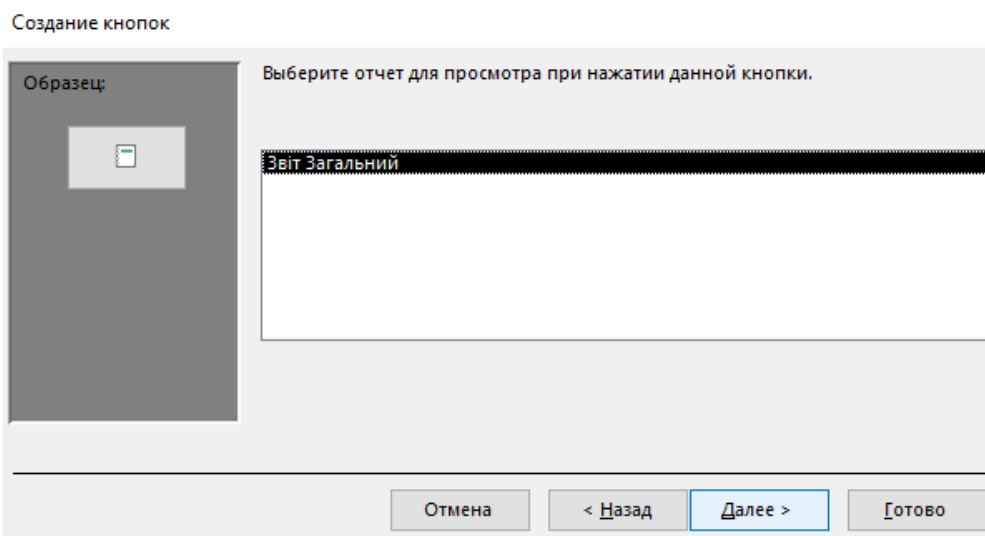 Создание кнопок
Образец:
Выберите отчет для просмотра при нажатии данной кнопки.
Звіт Загальний
Отмена
< Назад
Далее >
Готово